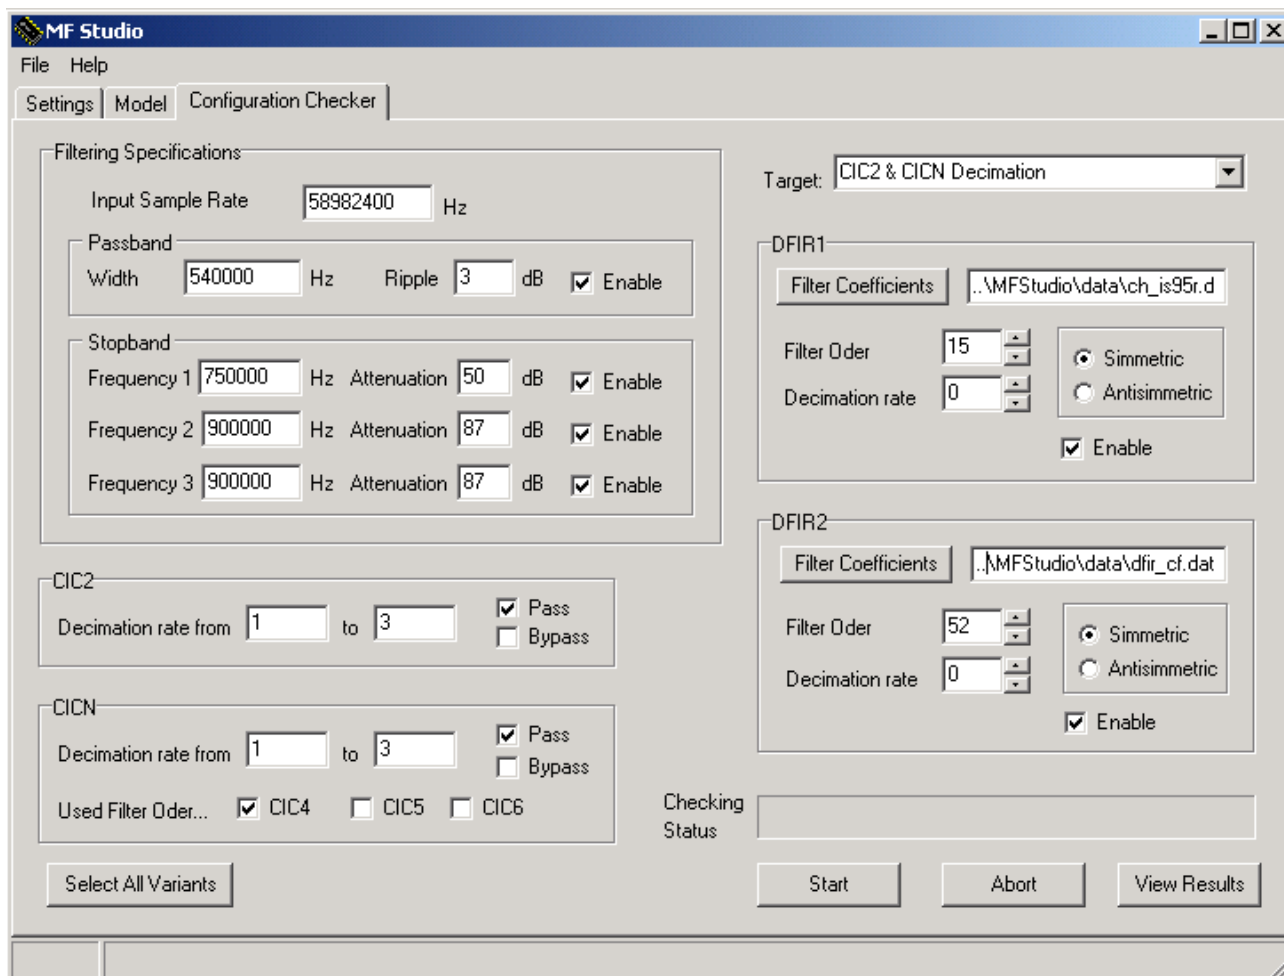 MF Studio
File Help
Settings Model Configuration Checker
Filtering Specifications
Input Sample Rate 58982400 Hz
Passband
Width 540000 Hz Ripple 3 dB Enable
Stopband
Frequency 1 750000 Hz Attenuation 50 dB Enable
Frequency 2 900000 Hz Attenuation 87 dB Enable
Frequency 3 900000 Hz Attenuation 87 dB Enable
CIC2
Decimation rate from 1 to 3 Pass
Bypass
CICN
Decimation rate from 1 to 3 Pass
Bypass
Used Filter Oder... CIC4 CIC5 CIC6
Select All Variants
Target: CIC2 & CICN Decimation
DFIR1
Filter Coefficients ..\MFStudio\data\ch_is95r.d
Filter Oder 15
Simmetric
Decimation rate 0
Antisimmetric
Enable
DFIR2
Filter Coefficients ..\MFStudio\data\dfir_cf.dat
Filter Oder 52
Simmetric
Decimation rate 0
Antisimmetric
Enable
Checking
Status
Start Abort View Results